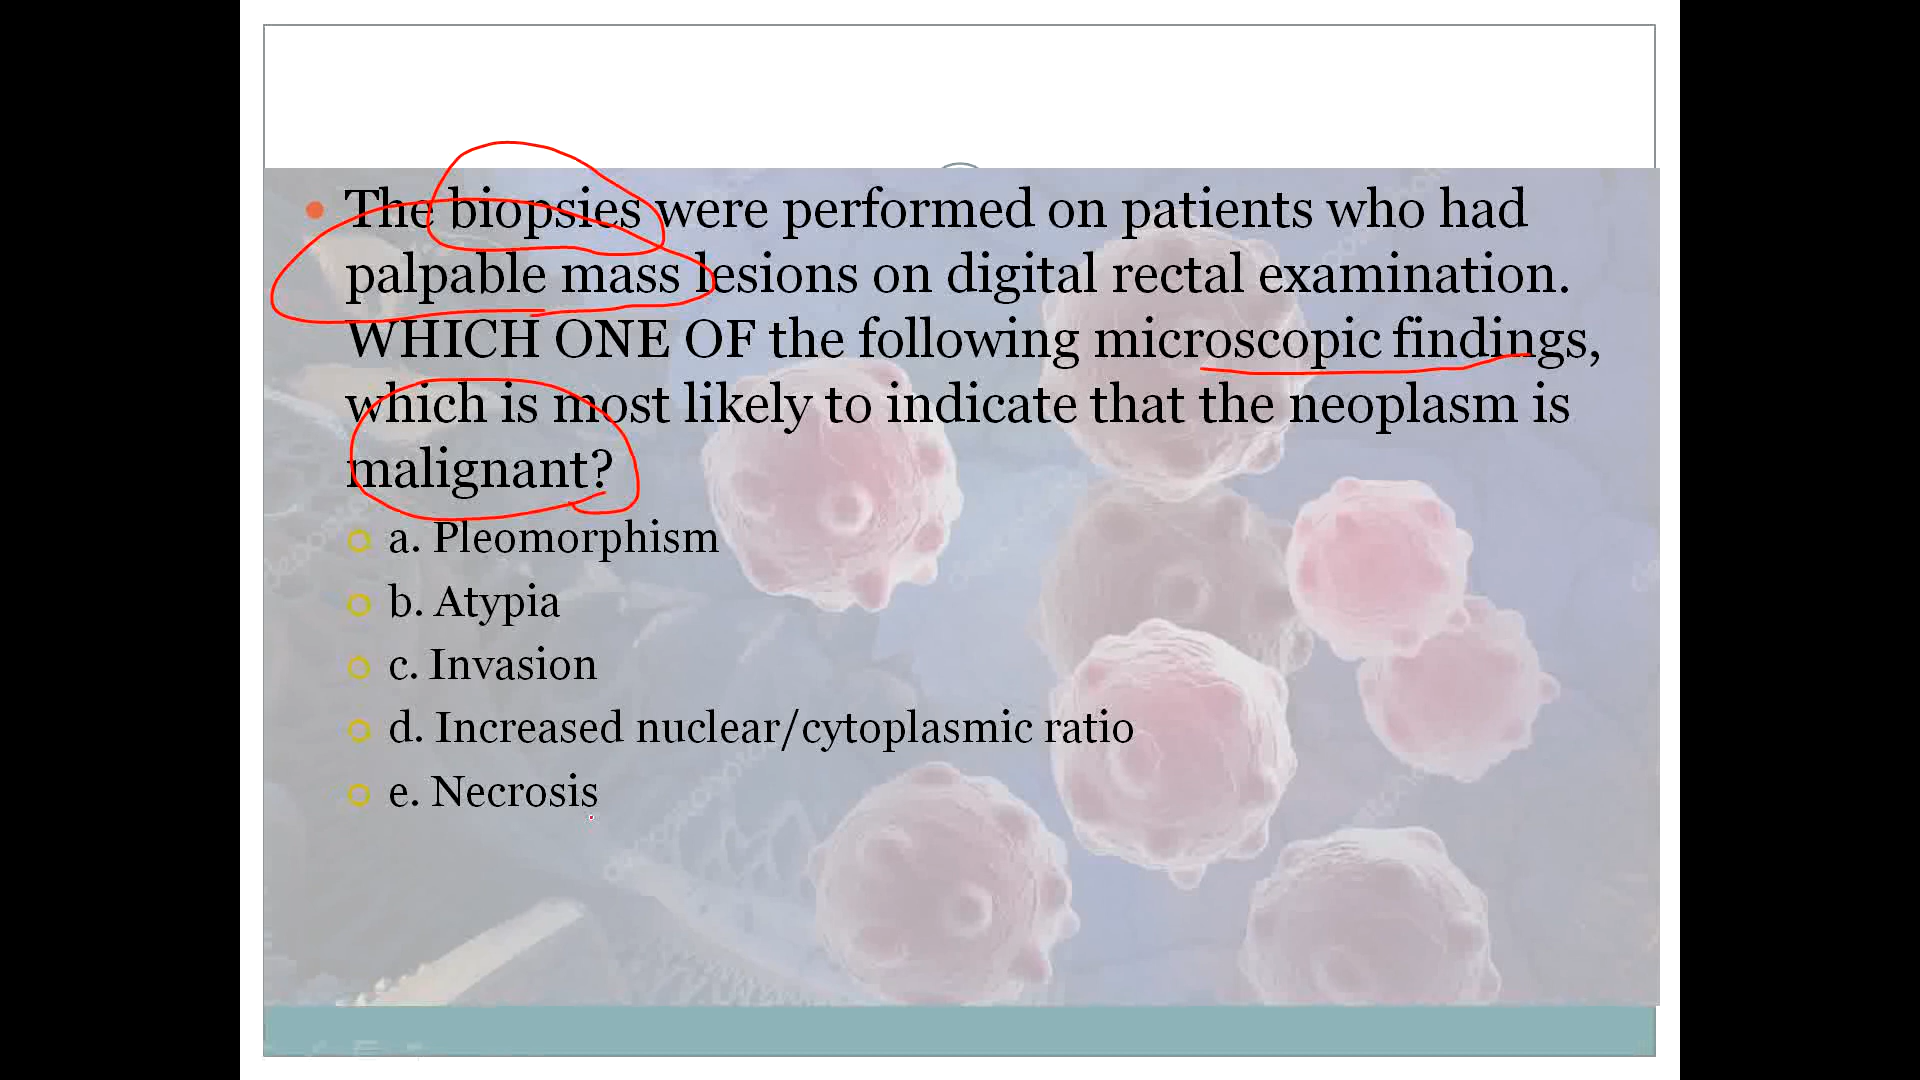 The biopsies were performed on patients who had
palpable mass lesions on digital rectal examination.
WHICH ONE OF the following microscopic findings,
which is most likely to indicate that the neoplasm is
malignant?
a. Pleomorphism
b. Atypia
c. Invasion
d. Increased nuclear/cytoplasmic ratio
e. Necrosis